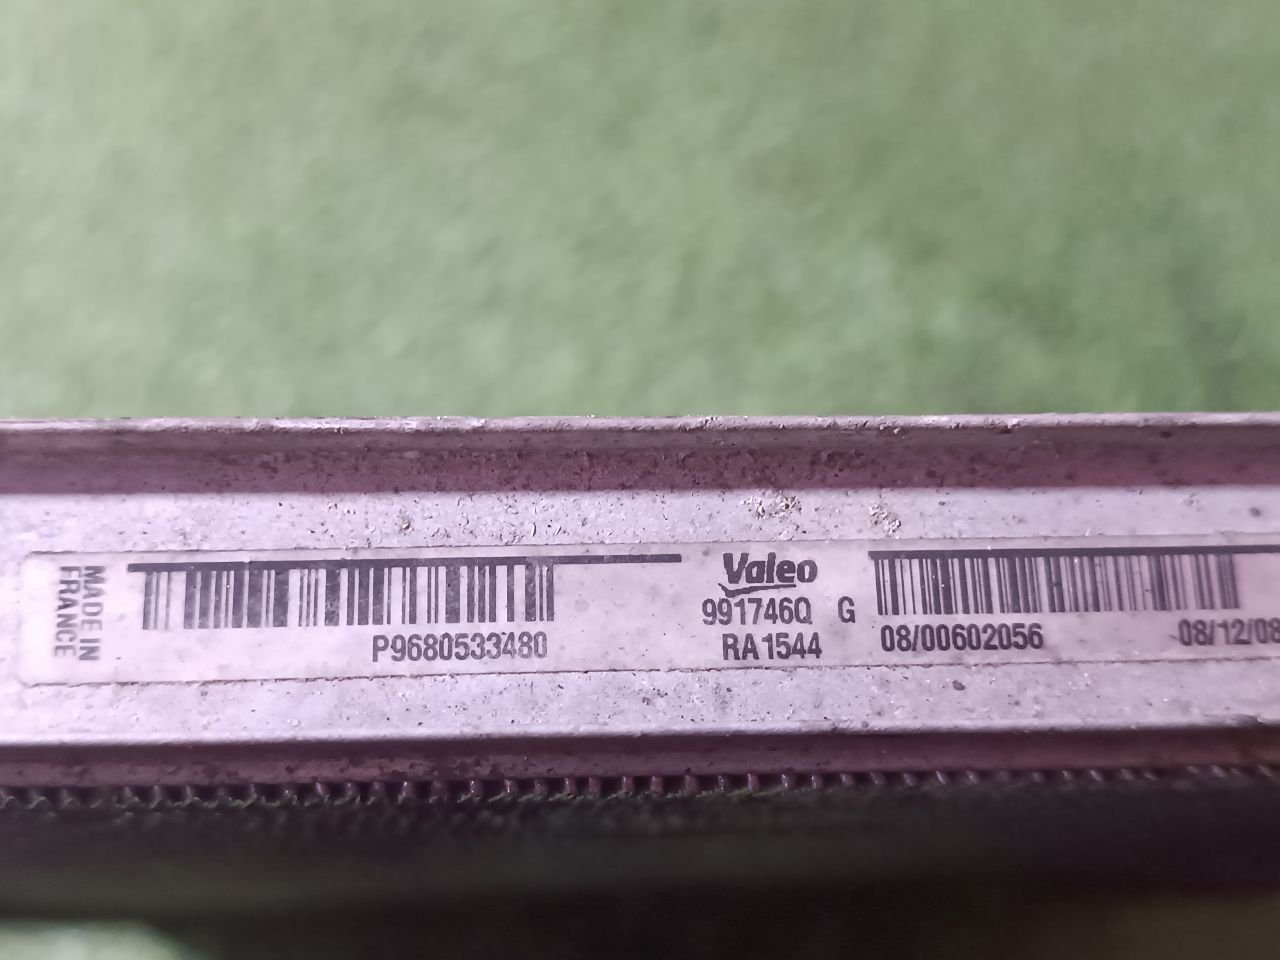 MADE IN
FRANCE
P9680533480
Valeo
991746Q G
RA1544
08/00602056
08/12/08